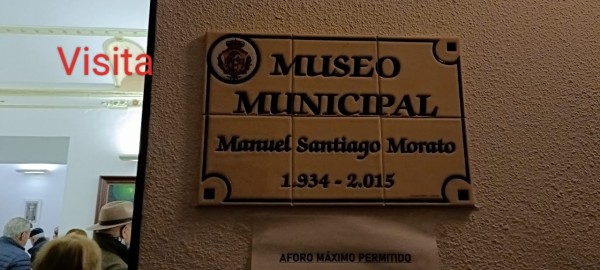 Visita
MUSEO
MUNICIPAL
Manuel Santiago Morato
1.934 - 2.015
AFORO MÁXIMO PERMITIDO